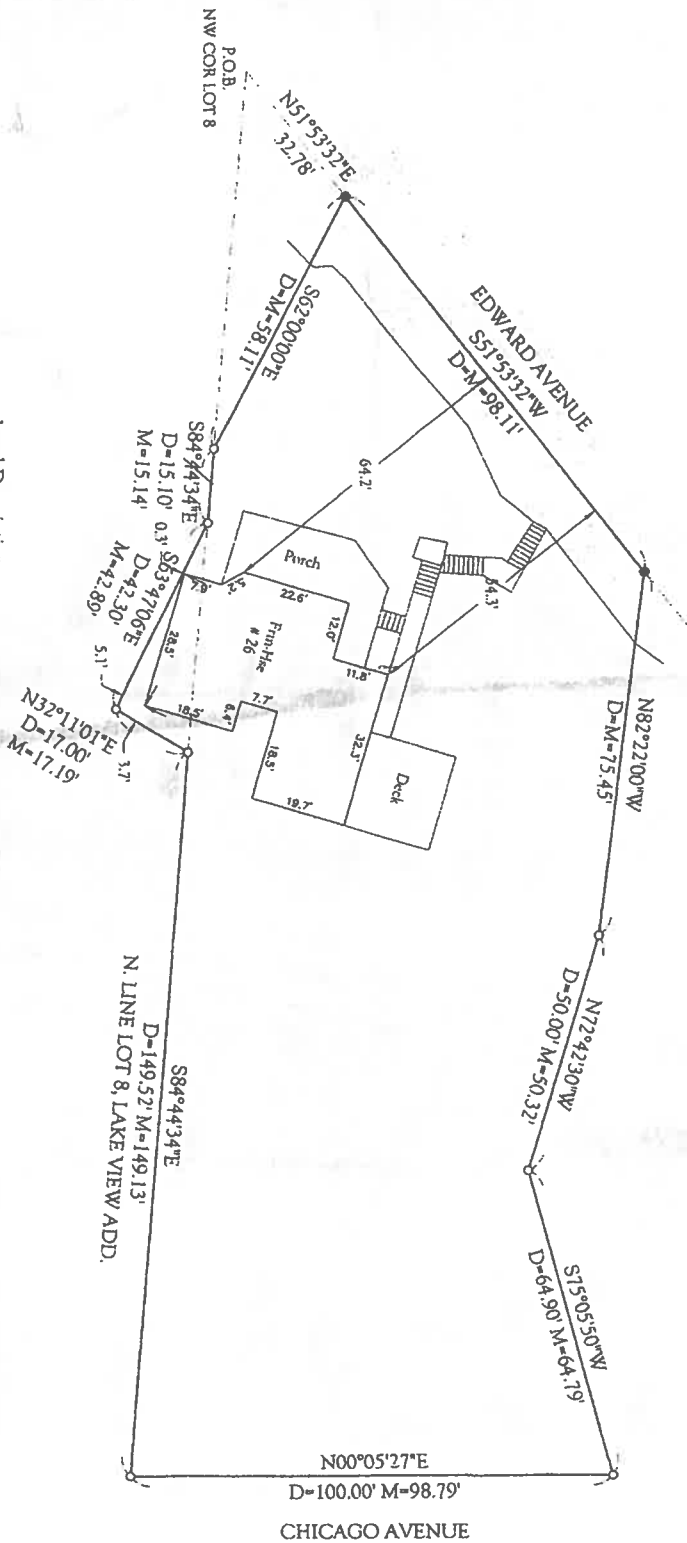 P.O.B.
NW COR LOT 8
N51°53'32"E
32.78'
EDWARD AVENUE
S51°53'32"W
D=M=98.11'
S62°00'00"E
D=M=58.11'
S84°44'34"E
D=15.10'
M=15.14'
0.3'
S63°47'06"E
D=42.30'
M=42.89'
5.1'
N32°11'01"E
D=17.00'
M=17.19'
3.7'
64.2'
54.3'
Porch
7.9'
22.6'
12.0'
11.8'
Frm. Hse
# 26
28.5'
18.5'
6.4'
7.7'
18.5'
19.7'
32.3'
Deck
N82°22'00"W
D=M=75.45'
N72°42'30"W
D=50.00' M=50.32'
S75°05'50"W
D=64.90' M=64.79'
S84°44'34"E
D=149.52' M=149.13'
N. LINE LOT 8, LAKE VIEW ADD.
N00°05'27"E
D=100.00' M=98.79'
CHICAGO AVENUE